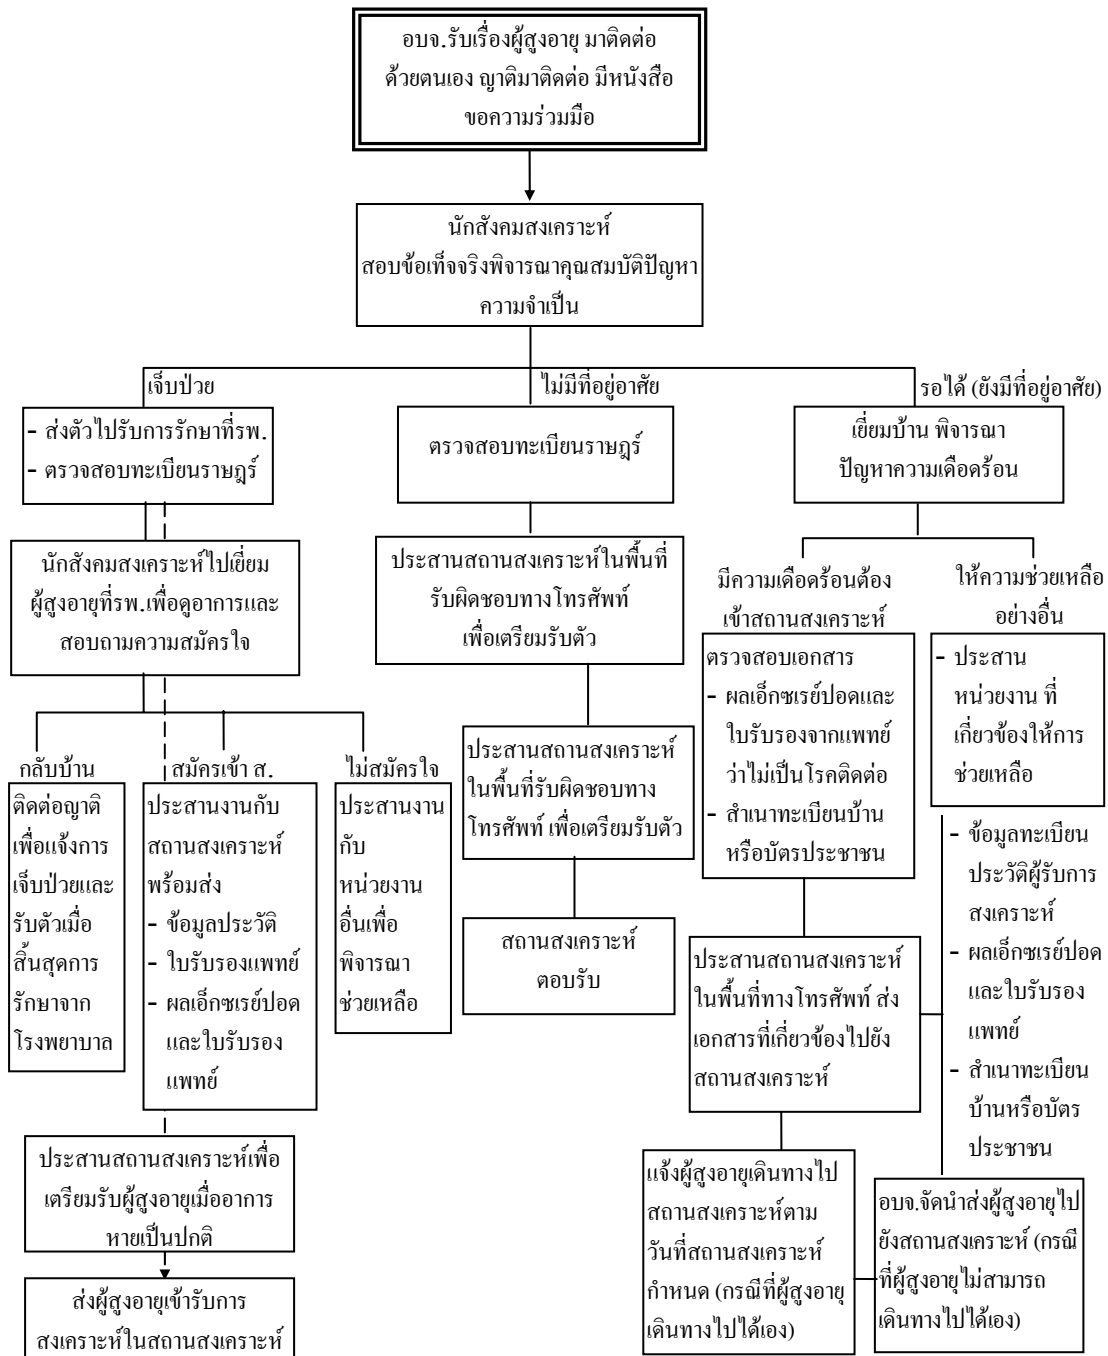 อบจ.รับเรื่องผู้สูงอายุ มาติดต่อ
ด้วยตนเอง ญาติมาติดต่อ มีหนังสือ
ขอความร่วมมือ
นักสังคมสงเคราะห์
สอบข้อเท็จจริงพิจารณาคุณสมบัติปัญหา
ความจำเป็น
เจ็บป่วย
- ส่งตัวไปรับการรักษาที่รพ.
- ตรวจสอบทะเบียนราษฎร์
นักสังคมสงเคราะห์ไปเยี่ยม
ผู้สูงอายุที่รพ.เพื่อดูอาการและ
สอบถามความสมัครใจ
กลับบ้าน
ติดต่อญาติ
เพื่อแจ้งการ
เจ็บป่วยและ
รับตัวเมื่อ
สิ้นสุดการ
รักษาจาก
โรงพยาบาล
สมัครเข้า ส.
ประสานงานกับ
สถานสงเคราะห์
พร้อมส่ง
- ข้อมูลประวัติ
- ใบรับรองแพทย์
- ผลเอ็กซเรย์ปอด
และใบรับรอง
แพทย์
ไม่สมัครใจ
ประสานงาน
กับ
หน่วยงาน
อื่นเพื่อ
พิจารณา
ช่วยเหลือ
ประสานสถานสงเคราะห์เพื่อ
เตรียมรับผู้สูงอายุเมื่ออาการ
หายเป็นปกติ
ส่งผู้สูงอายุเข้ารับการ
สงเคราะห์ในสถานสงเคราะห์
ไม่มีที่อยู่อาศัย
ตรวจสอบทะเบียนราษฎร์
ประสานสถานสงเคราะห์ในพื้นที่
รับผิดชอบทางโทรศัพท์
เพื่อเตรียมรับตัว
ประสานสถานสงเคราะห์
ในพื้นที่รับผิดชอบทาง
โทรศัพท์ เพื่อเตรียมรับตัว
สถานสงเคราะห์
ตอบรับ
รอได้ (ยังมีที่อยู่อาศัย)
เยี่ยมบ้าน พิจารณา
ปัญหาความเดือดร้อน
มีความเดือดร้อนต้อง
เข้าสถานสงเคราะห์
ตรวจสอบเอกสาร
- ผลเอ็กซเรย์ปอดและ
ใบรับรองจากแพทย์
ว่าไม่เป็นโรคติดต่อ
- สำเนาทะเบียนบ้าน
หรือบัตรประชาชน
ให้ความช่วยเหลือ
อย่างอื่น
- ประสาน
หน่วยงาน ที่
เกี่ยวข้องให้การ
ช่วยเหลือ
ประสานสถานสงเคราะห์
ในพื้นที่ทางโทรศัพท์ ส่ง
เอกสารที่เกี่ยวข้องไปยัง
สถานสงเคราะห์
- ข้อมูลทะเบียน
ประวัติผู้รับการ
สงเคราะห์
- ผลเอ็กซเรย์ปอด
และใบรับรอง
แพทย์
- สำเนาทะเบียน
บ้านหรือบัตร
ประชาชน
แจ้งผู้สูงอายุเดินทางไป
สถานสงเคราะห์ตาม
วันที่สถานสงเคราะห์
กำหนด (กรณีที่ผู้สูงอายุ
เดินทางไปได้เอง)
อบจ.จัดนำส่งผู้สูงอายุไป
ยังสถานสงเคราะห์ (กรณี
ที่ผู้สูงอายุไม่สามารถ
เดินทางไปได้เอง)